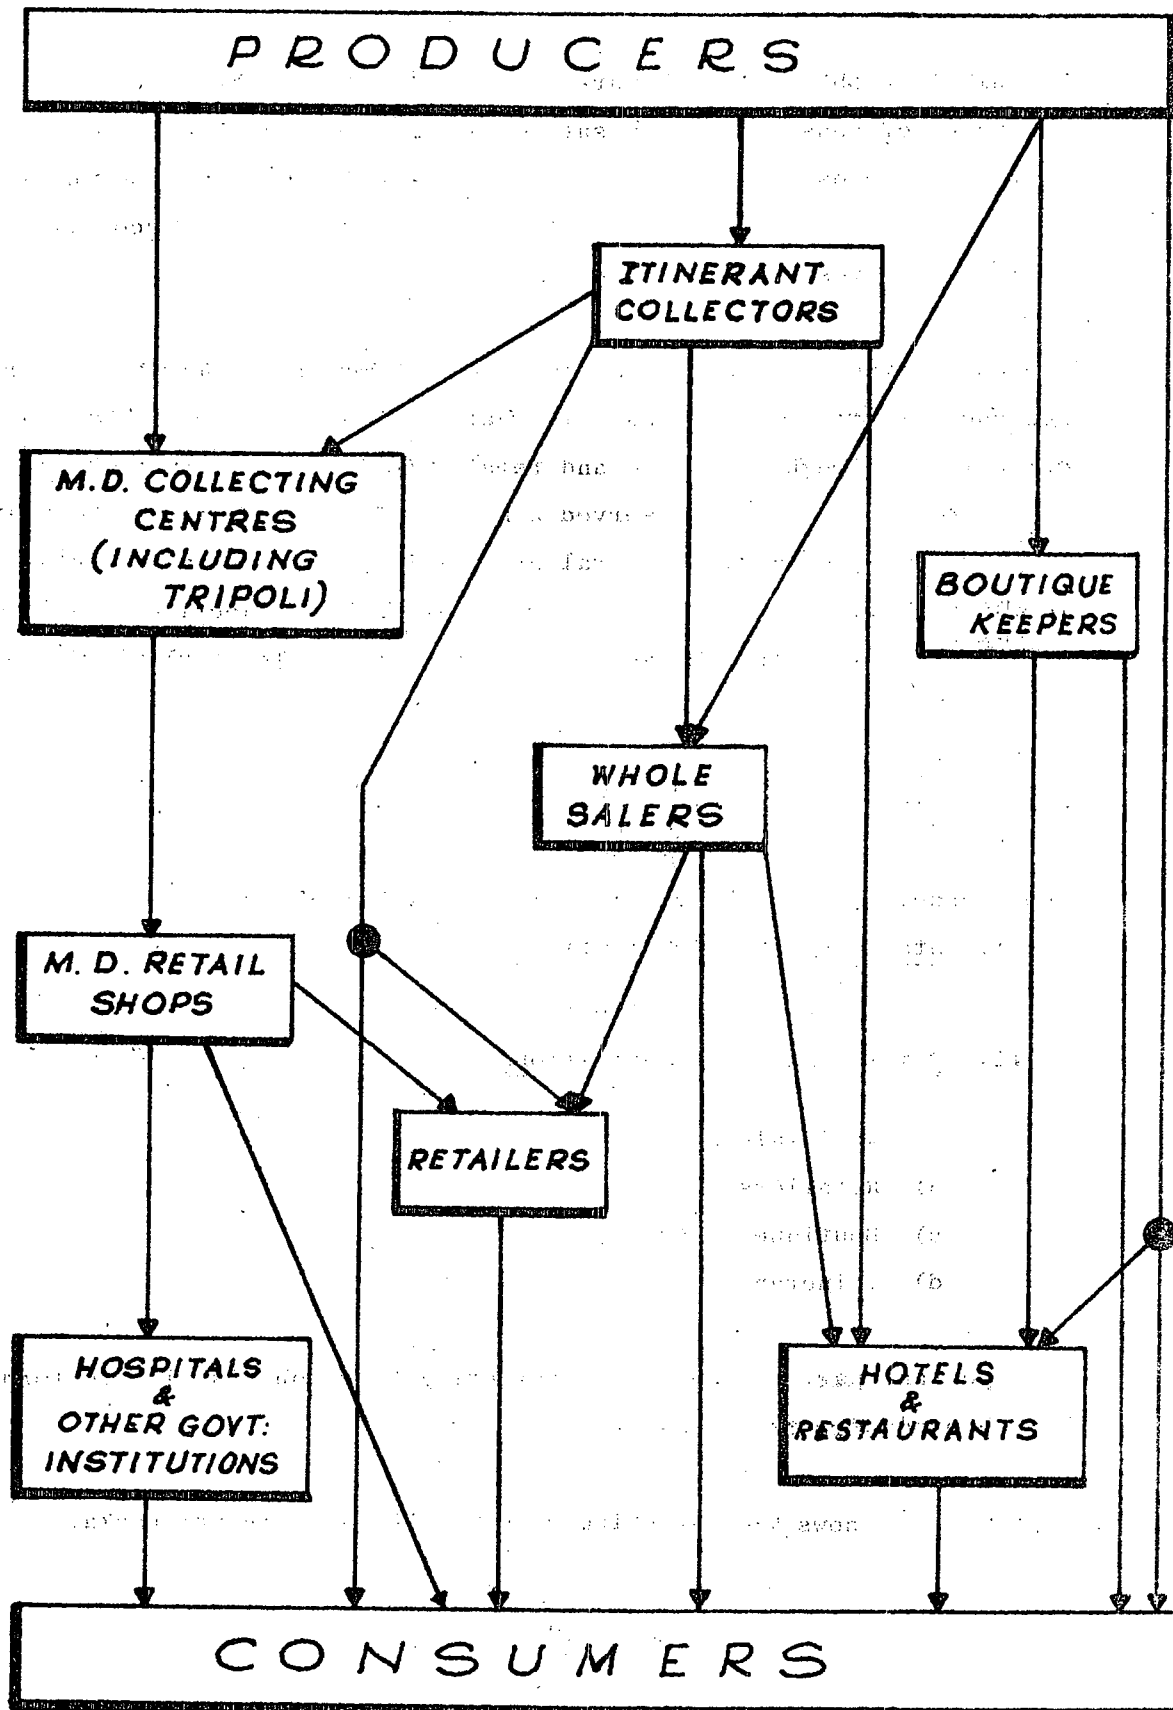 PRODUCERS
ITINERANT
COLLECTORS
M.D. COLLECTING
CENTRES
(INCLUDING
TRIPOLI)
BOUTIQUE
KEEPERS
WHOLE
SALERS
M. D. RETAIL
SHOPS
RETAILERS
HOSPITALS
&
OTHER GOVT:
INSTITUTIONS
HOTELS
&
RESTAURANTS
CONSUMERS